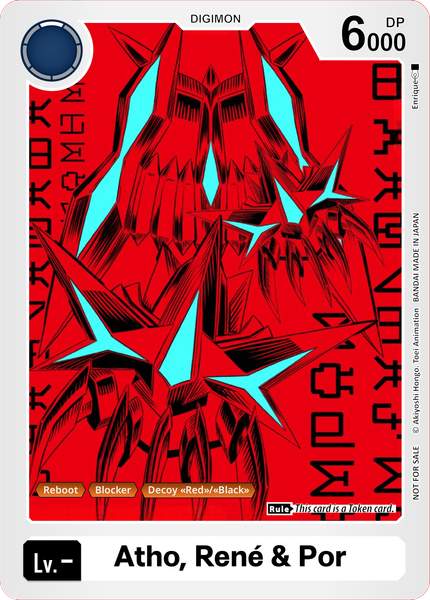 DIGIMON
6000 DP
Enrique
© Akiyoshi Hongo, Toei Animation BANDAI MADE IN JAPAN
NOT FOR SALE
Reboot Blocker Decoy «Red»/«Black»
Rule This card is a Token card.
Lv.-
Atho, René & Por